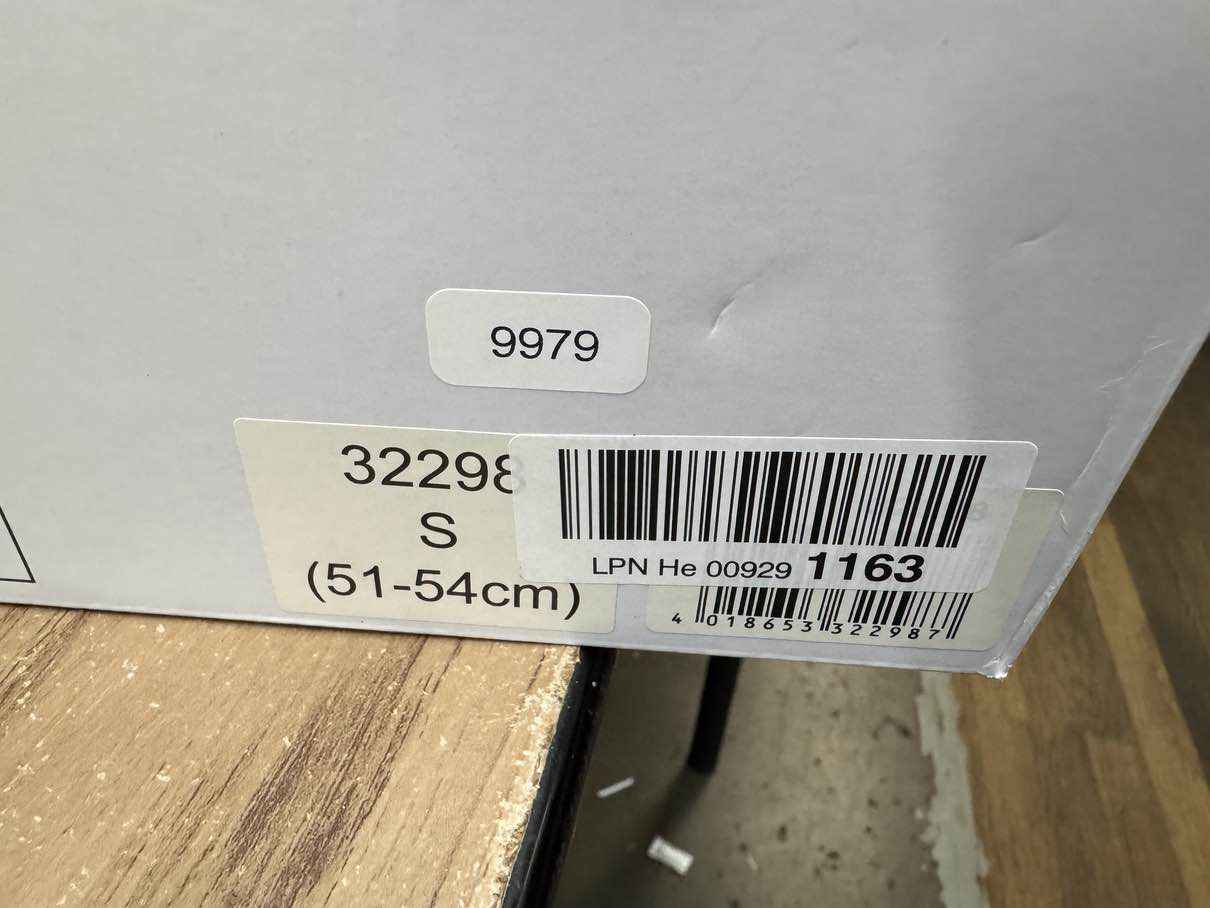 9979
32298
S
(51-54cm)
LPN He 00929 1163
4 018653 322987